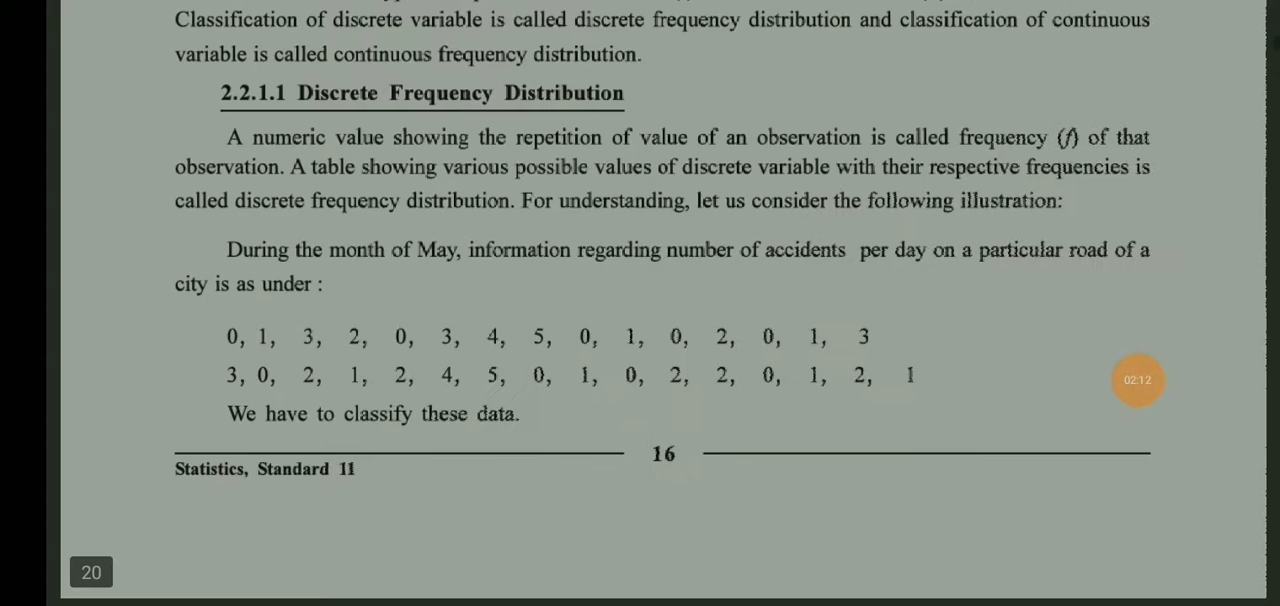 Classification of discrete variable is called discrete frequency distribution and classification of continuous
variable is called continuous frequency distribution.
2.2.1.1 Discrete Frequency Distribution
A numeric value showing the repetition of value of an observation is called frequency (f) of that
observation. A table showing various possible values of discrete variable with their respective frequencies is
called discrete frequency distribution. For understanding, let us consider the following illustration:
During the month of May, information regarding number of accidents per day on a particular road of a
city is as under :
0, 1, 3, 2, 0, 3, 4, 5, 0, 1, 0, 2, 0, 1, 3
3, 0, 2, 1, 2, 4, 5, 0, 1, 0, 2, 2, 0, 1, 2, 1
02:12
We have to classify these data.
16
Statistics, Standard 11
20